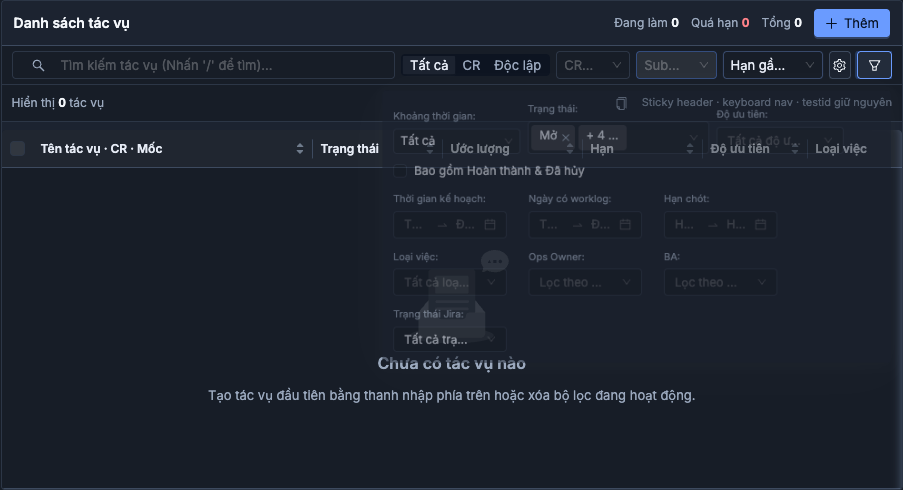 Danh sách tác vụ Đang làm 0 Quá hạn 0 Tổng 0 + Thêm
Tìm kiếm tác vụ (Nhấn '/' để tìm)... Tất cả CR Độc lập CR... Sub... Hạn gầ...
Hiển thị 0 tác vụ Sticky header · keyboard nav · testid giữ nguyên
Khoảng thời gian: Trạng thái: Độ ưu tiên:
Tất cả Mở + 4 ... Tất cả độ ư...
Tên tác vụ · CR · Mốc Trạng thái Ước lượng Hạn Độ ưu tiên Loại việc
Bao gồm Hoàn thành & Đã hủy
Thời gian kế hoạch: Ngày có worklog: Hạn chót:
T... Đ... T... Đ... H... H...
Loại việc: Ops Owner: BA:
Tất cả loạ... Lọc theo ... Lọc theo ...
Trạng thái Jira:
Tất cả trạ...
Chưa có tác vụ nào
Tạo tác vụ đầu tiên bằng thanh nhập phía trên hoặc xóa bộ lọc đang hoạt động.